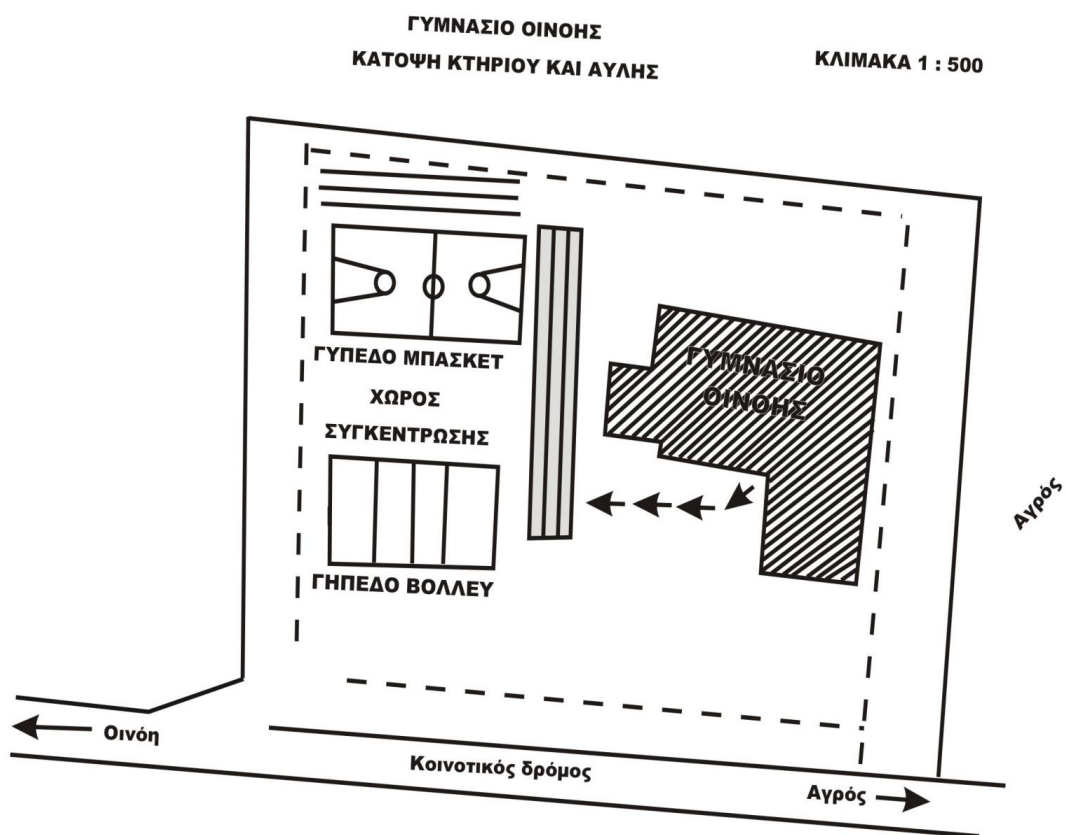 ΓΥΜΝΑΣΙΟ ΟΙΝΟΗΣ
ΚΑΤΟΨΗ ΚΤΗΡΙΟΥ ΚΑΙ ΑΥΛΗΣ
ΚΛΙΜΑΚΑ 1 : 500
ΓΥΠΕΔΟ ΜΠΑΣΚΕΤ
ΧΩΡΟΣ
ΣΥΓΚΕΝΤΡΩΣΗΣ
ΓΗΠΕΔΟ ΒΟΛΛΕΥ
ΓΥΜΝΑΣΙΟ
ΟΙΝΟΗΣ
Αγρός
Οινόη
Κοινοτικός δρόμος
Αγρός